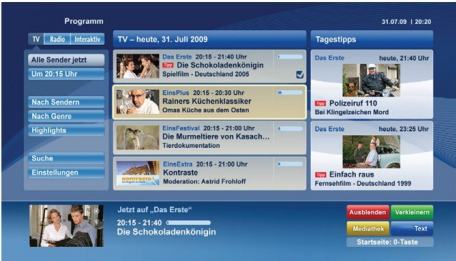 Programm
31.07.09 | 20:20
TV Radio Interaktiv
Alle Sender jetzt
Um 20:15 Uhr
Nach Sendern
Nach Genre
Highlights
Suche
Einstellungen
TV – heute, 31. Juli 2009
Das Erste 20:15 - 21:40 Uhr
Tipp Die Schokoladenkönigin
Spielfilm - Deutschland 2005
EinsPlus 20:15 - 20:30 Uhr
Rainers Küchenklassiker
Omas Küche aus dem Osten
EinsFestival 20:15 - 21:00 Uhr
Die Murmeltiere von Kasach...
Tierdokumentation
EinsExtra 20:15 - 21:00 Uhr
Kontraste
Moderation: Astrid Frohloff
Tagestipps
Das Erste heute, 21:40 Uhr
Tipp Polizeiruf 110
Bei Klingelzeichen Mord
Das Erste heute, 23:25 Uhr
Tipp Einfach raus
Fernsehfilm - Deutschland 1999
Jetzt auf „Das Erste“
20:15 - 21:40
Die Schokoladenkönigin
Ausblenden Verkleinern
Mediathek Text
Startseite: 0-Taste